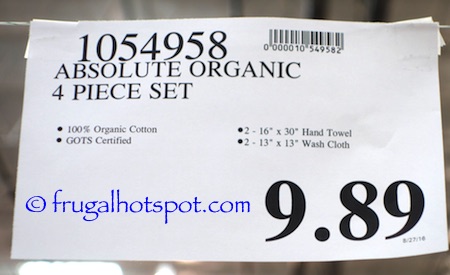 1054958
0000010549582
ABSOLUTE ORGANIC
4 PIECE SET
• 100% Organic Cotton
• GOTS Certified
• 2 - 16" x 30" Hand Towel
• 2 - 13" x 13" Wash Cloth
© frugalhotspot.com
9.89
8/27/16